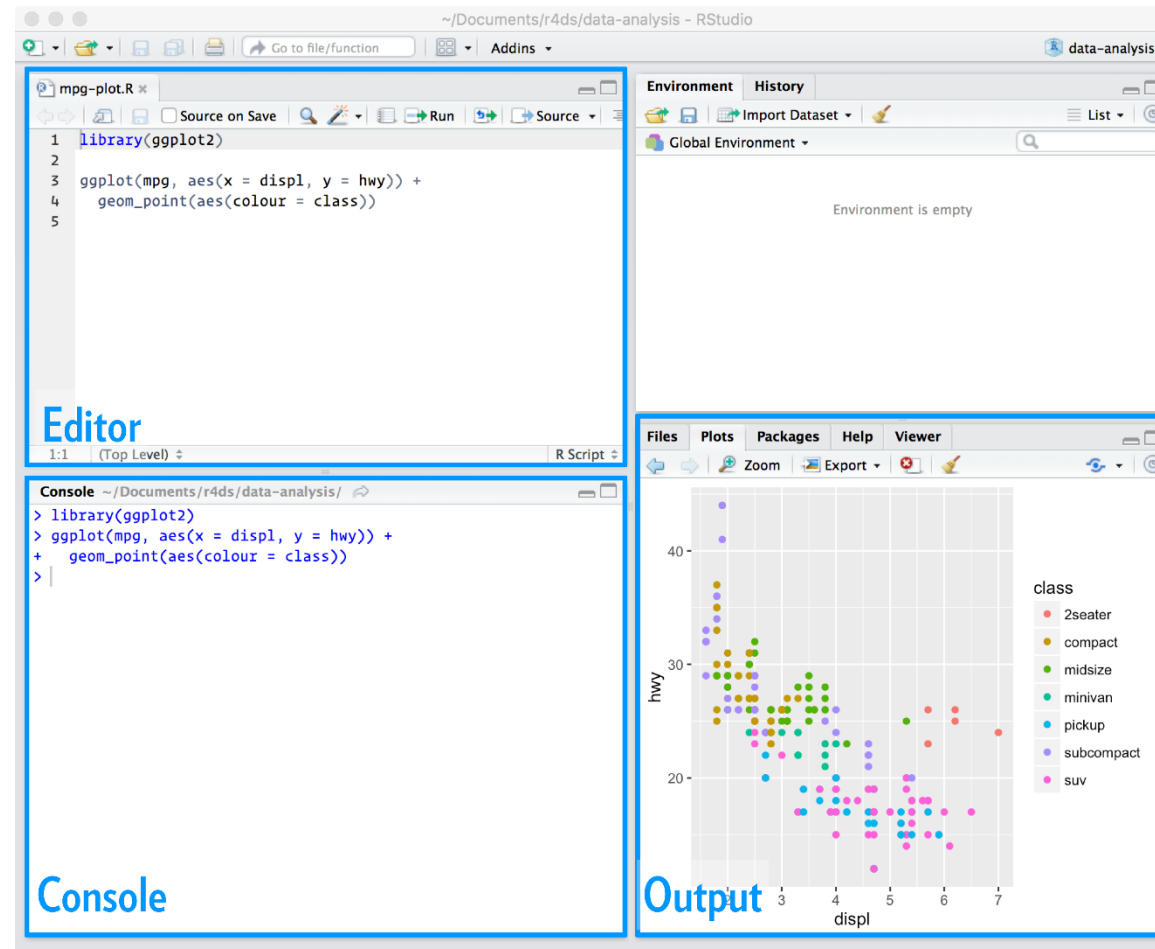 ~/Documents/r4ds/data-analysis - RStudio
Go to file/function
Addins
data-analysis
mpg-plot.R
Source on Save
Run
Source
1 library(ggplot2)
2
3 ggplot(mpg, aes(x = displ, y = hwy)) +
4   geom_point(aes(colour = class))
5
Editor
1:1 (Top Level) R Script
Console ~/Documents/r4ds/data-analysis/
> library(ggplot2)
> ggplot(mpg, aes(x = displ, y = hwy)) +
+   geom_point(aes(colour = class))
>
Console
Environment History
Import Dataset
List
Global Environment
Environment is empty
Files Plots Packages Help Viewer
Zoom Export
40
30
20
hwy
class
2seater
compact
midsize
minivan
pickup
subcompact
suv
3 4 5 6 7
displ
Output